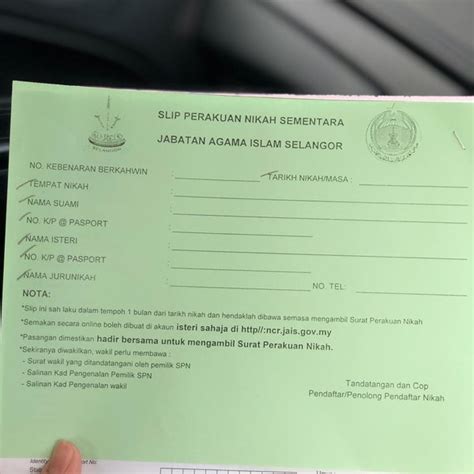 SLIP PERAKUAN NIKAH SEMENTARA
JABATAN AGAMA ISLAM SELANGOR
NO. KEBENARAN BERKAHWIN :
TARIKH NIKAH/MASA :
TEMPAT NIKAH :
NAMA SUAMI :
NO. K/P @ PASPORT :
NAMA ISTERI :
NO. K/P @ PASPORT :
NAMA JURUNIKAH : NO. TEL:
NOTA:
*Slip ini sah laku dalam tempoh 1 bulan dari tarikh nikah dan hendaklah dibawa semasa mengambil Surat Perakuan Nikah
*Semakan secara online boleh dibuat di akaun isteri sahaja di http//:ncr.jais.gov.my
*Pasangan dimestikan hadir bersama untuk mengambil Surat Perakuan Nikah.
*Sekiranya diwakilkan, wakil perlu membawa :
- Surat wakil yang ditandatangani oleh pemilik SPN
- Salinan Kad Pengenalan Pemilik SPN
- Salinan Kad Pengenalan wakil
Tandatangan dan Cop
Pendaftar/Penolong Pendaftar Nikah